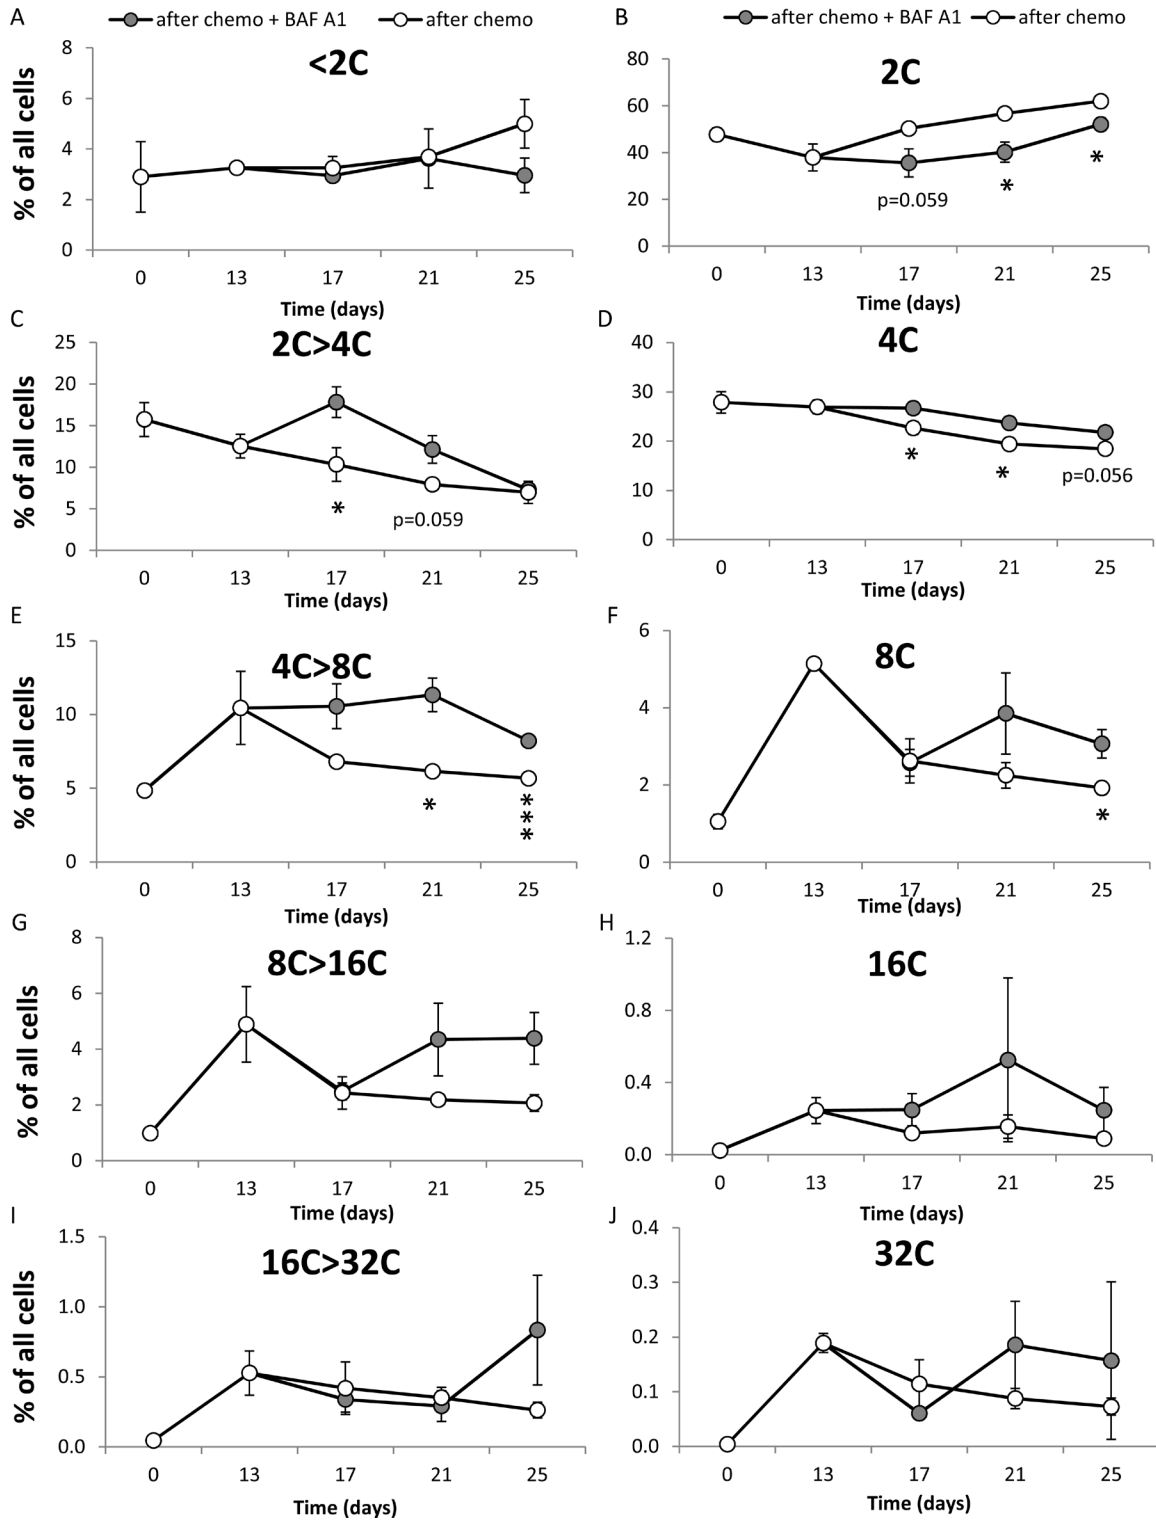 A
after chemo + BAF A1
after chemo
<2C
% of all cells
8
6
4
2
0
0 13 17 21 25
Time (days)
B
after chemo + BAF A1
after chemo
2C
80
60
40
20
0
p=0.059
*
*
0 13 17 21 25
Time (days)
C
2C>4C
% of all cells
25
20
15
10
5
0
*
p=0.059
0 13 17 21 25
Time (days)
D
4C
40
30
20
10
0
*
*
p=0.056
0 13 17 21 25
Time (days)
E
4C>8C
% of all cells
15
10
5
0
*
*
*
*
0 13 17 21 25
Time (days)
F
8C
6
4
2
0
*
0 13 17 21 25
Time (days)
G
8C>16C
% of all cells
8
6
4
2
0
0 13 17 21 25
Time (days)
H
16C
1.2
0.8
0.4
0.0
0 13 17 21 25
Time (days)
I
16C>32C
% of all cells
1.5
1.0
0.5
0.0
0 13 17 21 25
Time (days)
J
32C
0.4
0.3
0.2
0.1
0.0
0 13 17 21 25
Time (days)